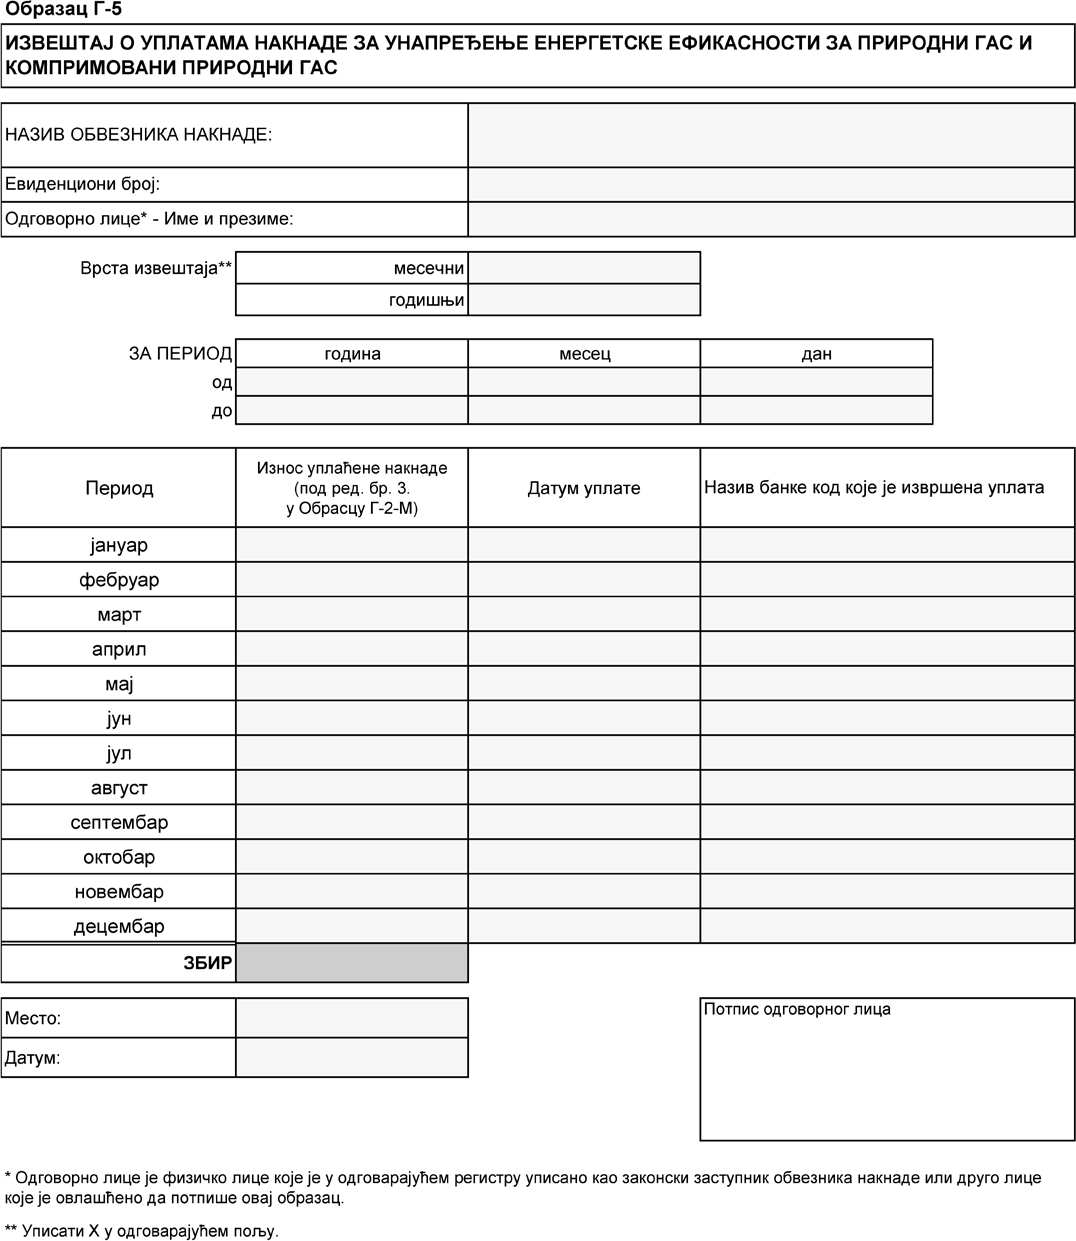 Образац Г-5
ИЗВЕШТАЈ О УПЛАТАМА НАКНАДЕ ЗА УНАПРЕЂЕЊЕ ЕНЕРГЕТСКЕ ЕФИКАСНОСТИ ЗА ПРИРОДНИ ГАС И
КОМПРИМОВАНИ ПРИРОДНИ ГАС
НАЗИВ ОБВЕЗНИКА НАКНАДЕ:
Евиденциони број:
Одговорно лице* - Име и презиме:
Врста извештаја** месечни
годишњи
ЗА ПЕРИОД година месец дан
од
до
Период
Износ уплаћене накнаде
(под ред. бр. 3.
у Обрасцу Г-2-М)
Датум уплате
Назив банке код које је извршена уплата
јануар
фебруар
март
април
мај
јун
јул
август
септембар
октобар
новембар
децембар
ЗБИР
Место:
Датум:
Потпис одговорног лица
* Одговорно лице је физичко лице које је у одговарајућем регистру уписано као законски заступник обвезника накнаде или друго лице
које је овлашћено да потпише овај образац.
** Уписати X у одговарајућем пољу.